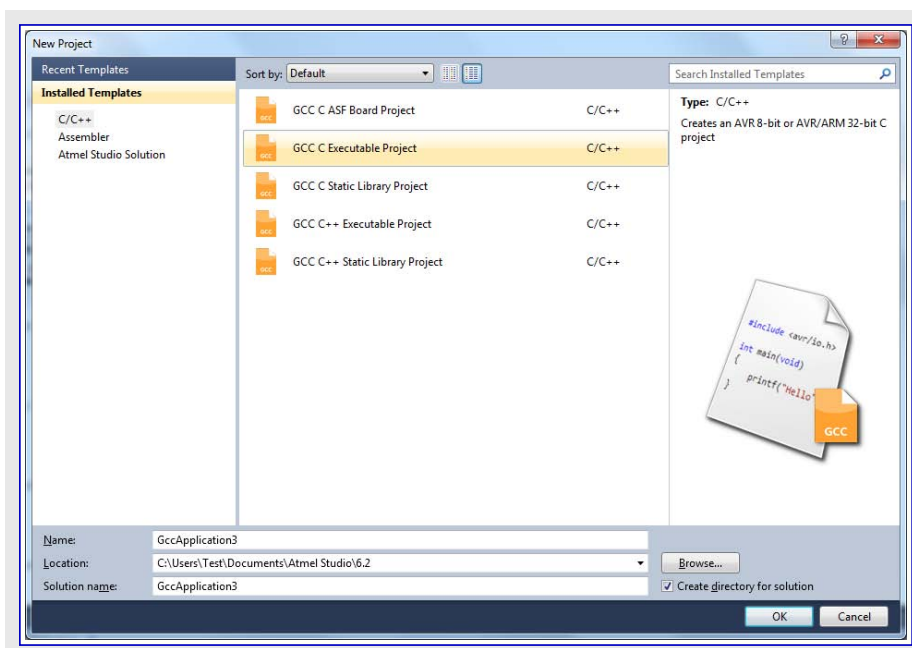 New Project
Recent Templates
Installed Templates
C/C++
Assembler
Atmel Studio Solution
Sort by: Default
Search Installed Templates
GCC C ASF Board Project C/C++
GCC C Executable Project C/C++
GCC C Static Library Project C/C++
GCC C++ Executable Project C/C++
GCC C++ Static Library Project C/C++
Type: C/C++
Creates an AVR 8-bit or AVR/ARM 32-bit C
project
#include <avr/io.h>
int main(void)
{
printf("Hello"
}
GCC
Name: GccApplication3
Location: C:\Users\Test\Documents\Atmel Studio\6.2
Browse...
Solution name: GccApplication3
Create directory for solution
OK Cancel